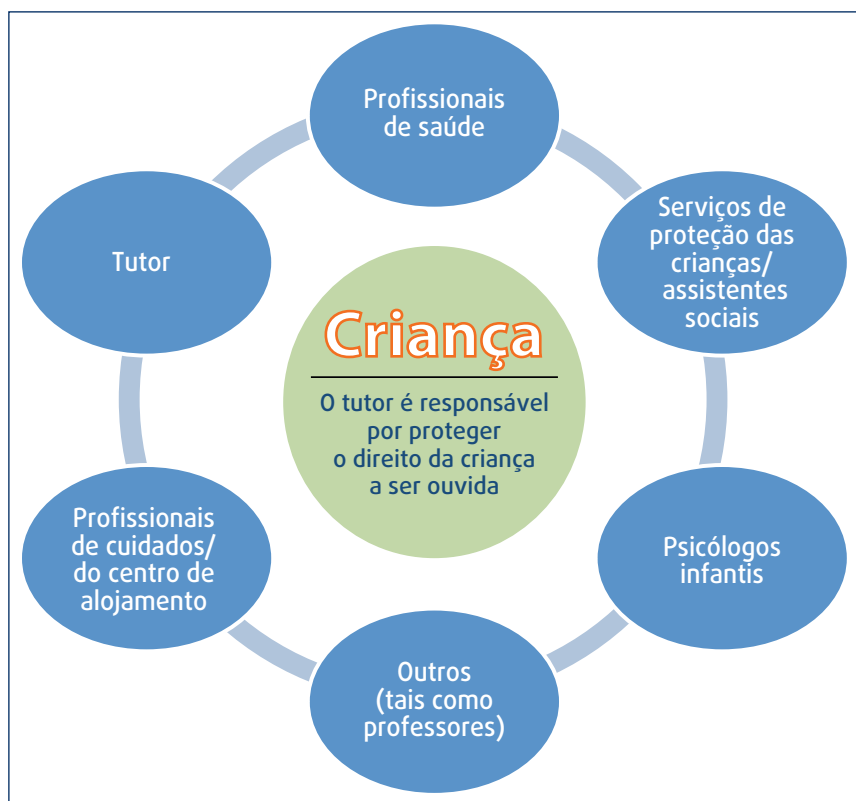 Profissionais
de saúde
Serviços de
proteção das
crianças/
assistentes
sociais
Tutor
Criança
O tutor é responsável
por proteger
o direito da criança
a ser ouvida
Profissionais
de cuidados/
do centro de
alojamento
Psicólogos
infantis
Outros
(tais como
professores)